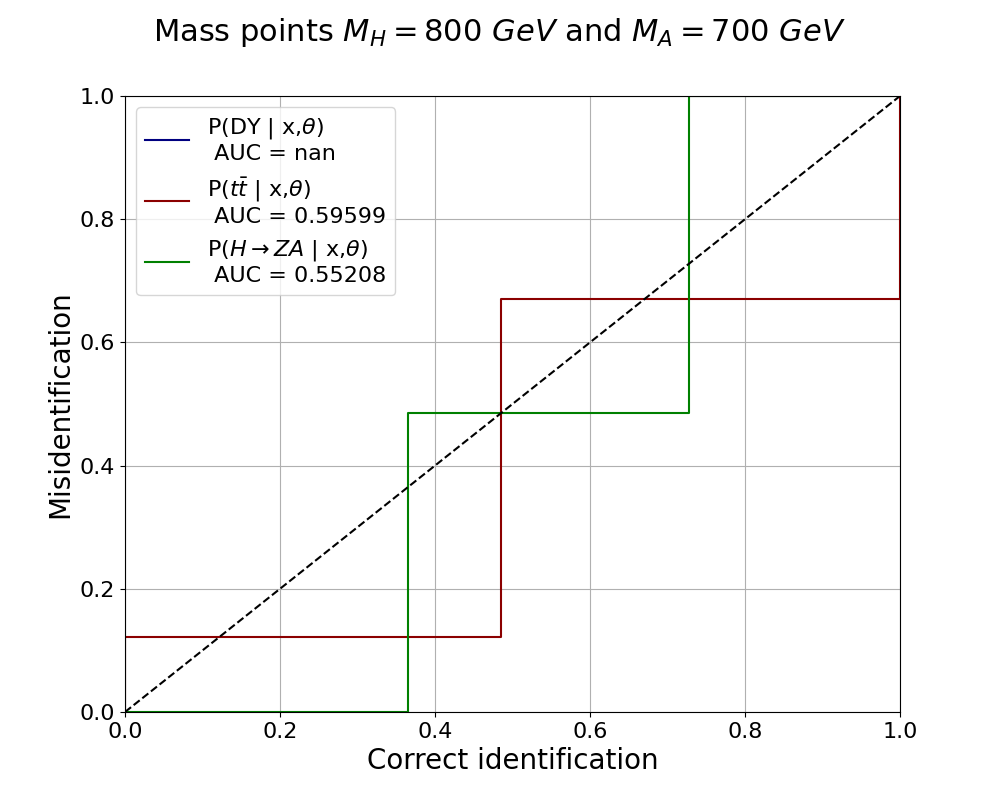 Mass points M_H = 800 GeV and M_A = 700 GeV
1.0
0.8
0.6
0.4
0.2
0.0
Misidentification
P(DY | x,θ)
AUC = nan
P(tt̄ | x,θ)
AUC = 0.59599
P(H→ZA | x,θ)
AUC = 0.55208
0.0 0.2 0.4 0.6 0.8 1.0
Correct identification